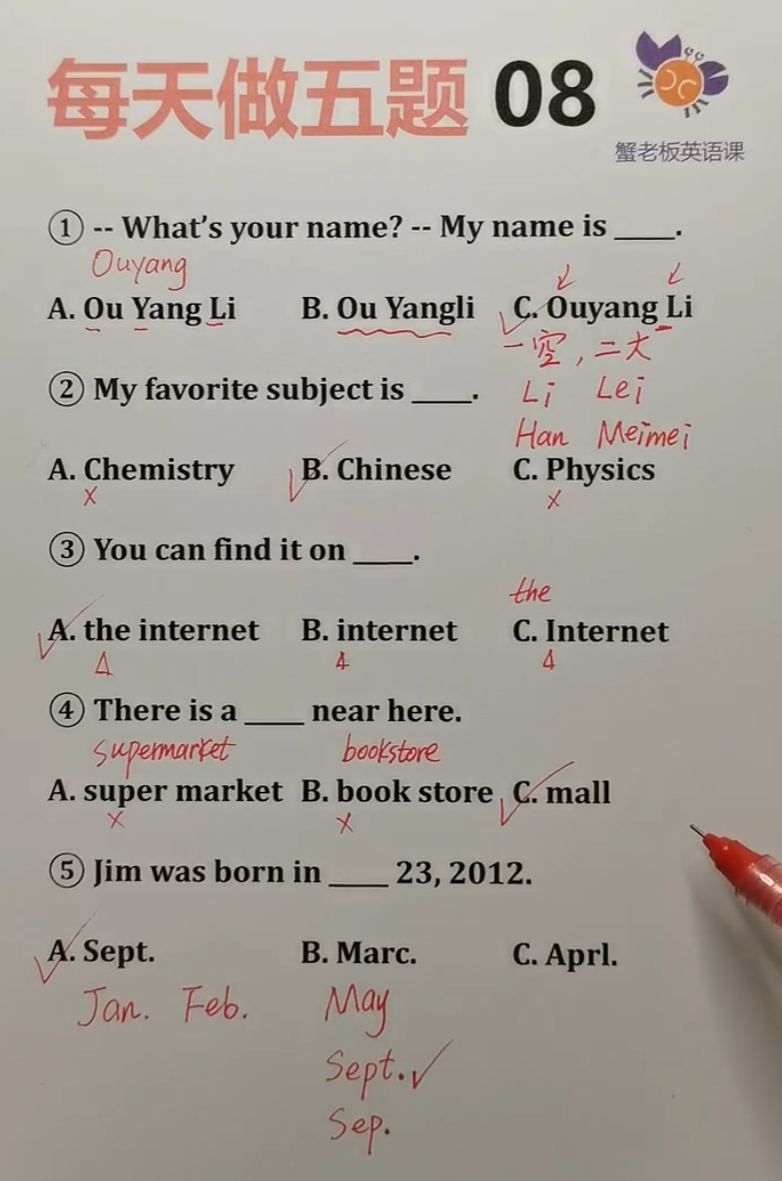 每天做五题 08
蟹老板英语课
① -- What's your name? -- My name is ____.
Ouyang
A. Ou Yang Li B. Ou Yangli C. Ouyang Li
一空,二大
② My favorite subject is ____.
Li Lei
Han Meimei
A. Chemistry B. Chinese C. Physics
③ You can find it on ____.
the
A. the internet B. internet C. Internet
④ There is a ____ near here.
supermarket bookstore
A. super market B. book store C. mall
⑤ Jim was born in ____ 23, 2012.
A. Sept. B. Marc. C. Aprl.
Jan. Feb. May
Sept.
Sep.